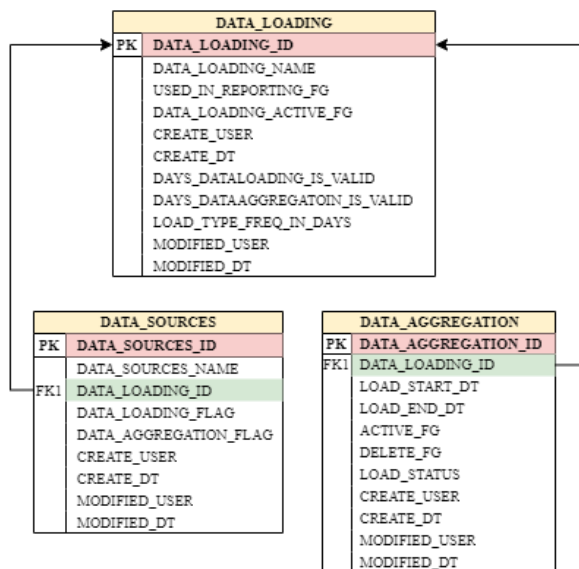 DATA_LOADING
PK DATA_LOADING_ID
DATA_LOADING_NAME
USED_IN_REPORTING_FG
DATA_LOADING_ACTIVE_FG
CREATE_USER
CREATE_DT
DAYS_DATALOADING_IS_VALID
DAYS_DATAAGGREGATOIN_IS_VALID
LOAD_TYPE_FREQ_IN_DAYS
MODIFIED_USER
MODIFIED_DT
DATA_SOURCES
PK DATA_SOURCES_ID
DATA_SOURCES_NAME
FK1 DATA_LOADING_ID
DATA_LOADING_FLAG
DATA_AGGREGATION_FLAG
CREATE_USER
CREATE_DT
MODIFIED_USER
MODIFIED_DT
DATA_AGGREGATION
PK DATA_AGGREGATION_ID
FK1 DATA_LOADING_ID
LOAD_START_DT
LOAD_END_DT
ACTIVE_FG
DELETE_FG
LOAD_STATUS
CREATE_USER
CREATE_DT
MODIFIED_USER
MODIFIED_DT